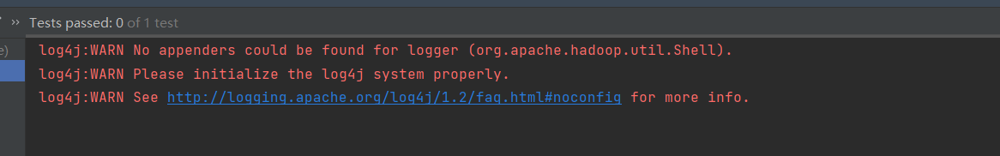 » Tests passed: 0 of 1 test
e)
log4j:WARN No appenders could be found for logger (org.apache.hadoop.util.Shell).
log4j:WARN Please initialize the log4j system properly.
log4j:WARN See http://logging.apache.org/log4j/1.2/faq.html#noconfig for more info.